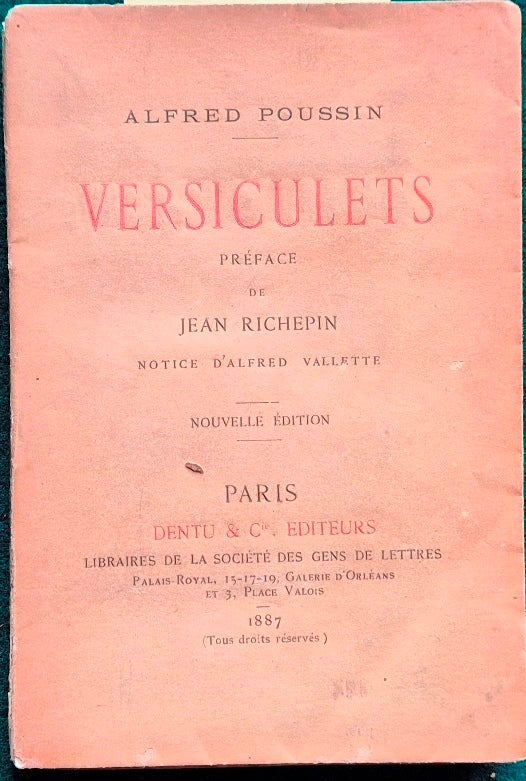 ALFRED POUSSIN
VERSICULETS
PRÉFACE
DE
JEAN RICHEPIN
NOTICE D'ALFRED VALLETTE
NOUVELLE ÉDITION
PARIS
DENTU & Cie, EDITEURS
LIBRAIRES DE LA SOCIÉTÉ DES GENS DE LETTRES
PALAIS-ROYAL, 15-17-19, GALERIE D'ORLÉANS
ET 3, PLACE VALOIS
1887
(Tous droits réservés)